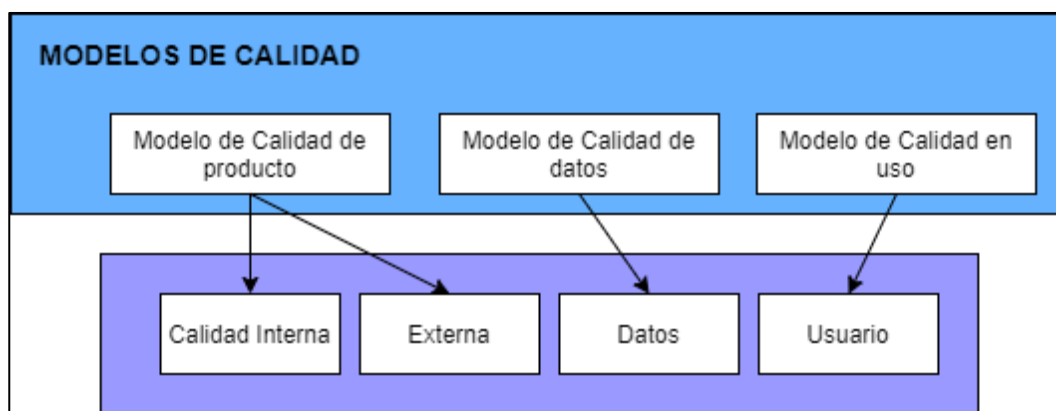 MODELOS DE CALIDAD
Modelo de Calidad de
producto
Modelo de Calidad de
datos
Modelo de Calidad en
uso
Calidad Interna
Externa
Datos
Usuario